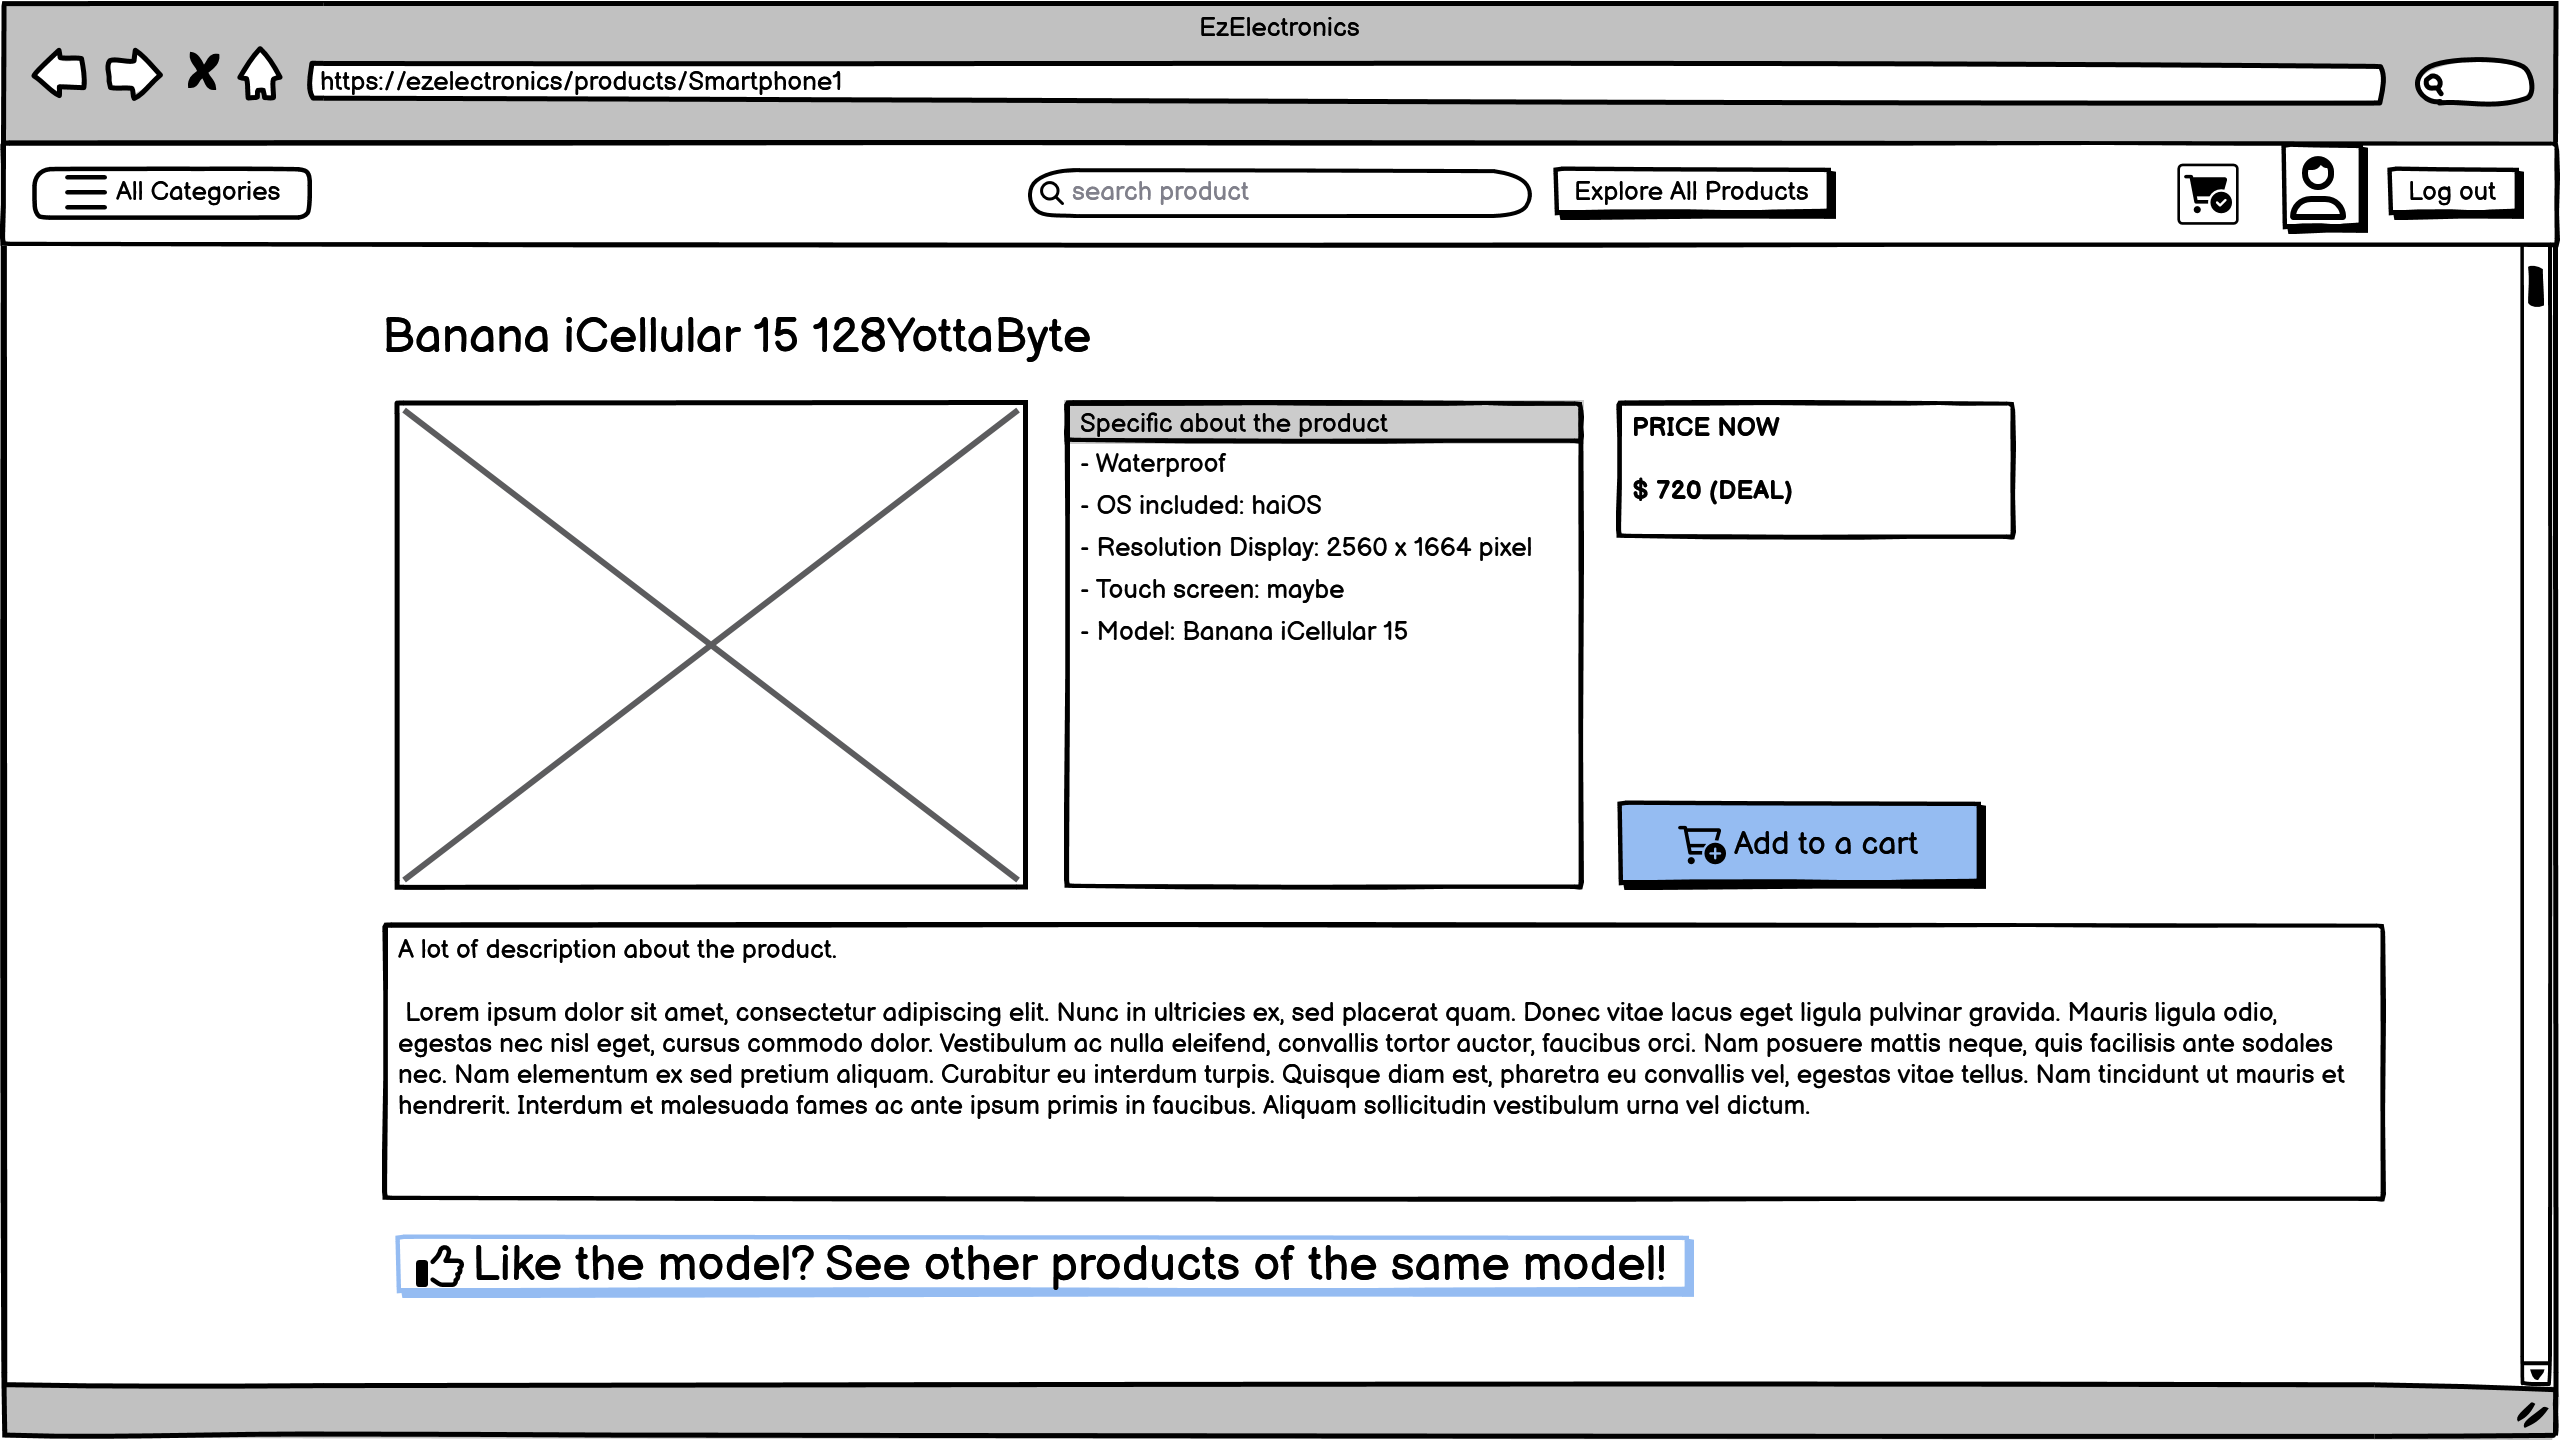 EzElectronics
https://ezelectronics/products/Smartphone1
All Categories
search product
Explore All Products
Log out
Banana iCellular 15 128YottaByte
Specific about the product
- Waterproof
- OS included: haiOS
- Resolution Display: 2560 x 1664 pixel
- Touch screen: maybe
- Model: Banana iCellular 15
PRICE NOW
$ 720 (DEAL)
Add to a cart
A lot of description about the product.
Lorem ipsum dolor sit amet, consectetur adipiscing elit. Nunc in ultricies ex, sed placerat quam. Donec vitae lacus eget ligula pulvinar gravida. Mauris ligula odio,
egestas nec nisl eget, cursus commodo dolor. Vestibulum ac nulla eleifend, convallis tortor auctor, faucibus orci. Nam posuere mattis neque, quis facilisis ante sodales
nec. Nam elementum ex sed pretium aliquam. Curabitur eu interdum turpis. Quisque diam est, pharetra eu convallis vel, egestas vitae tellus. Nam tincidunt ut mauris et
hendrerit. Interdum et malesuada fames ac ante ipsum primis in faucibus. Aliquam sollicitudin vestibulum urna vel dictum.
Like the model? See other products of the same model!